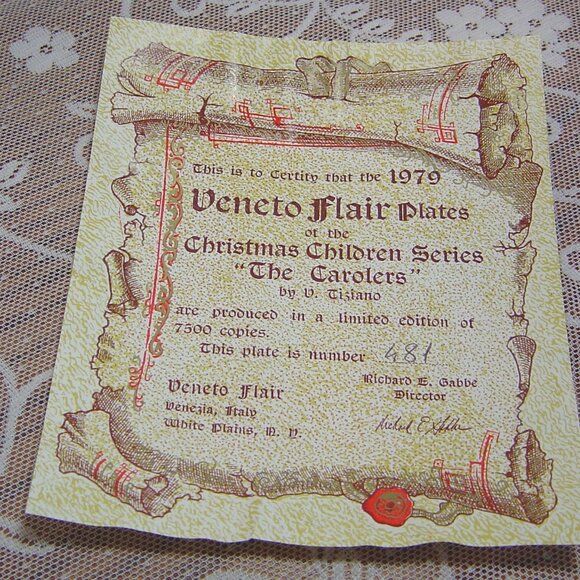 This is to Certify that the 1979
Veneto Flair Plates
of the
Christmas Children Series
"The Carolers"
by V. Tiziano
are produced in a limited edition of
7500 copies.
This plate is number 481
Veneto Flair
Venezia, Italy
White Plains, N. Y.
Richard E. Gabbe
Director